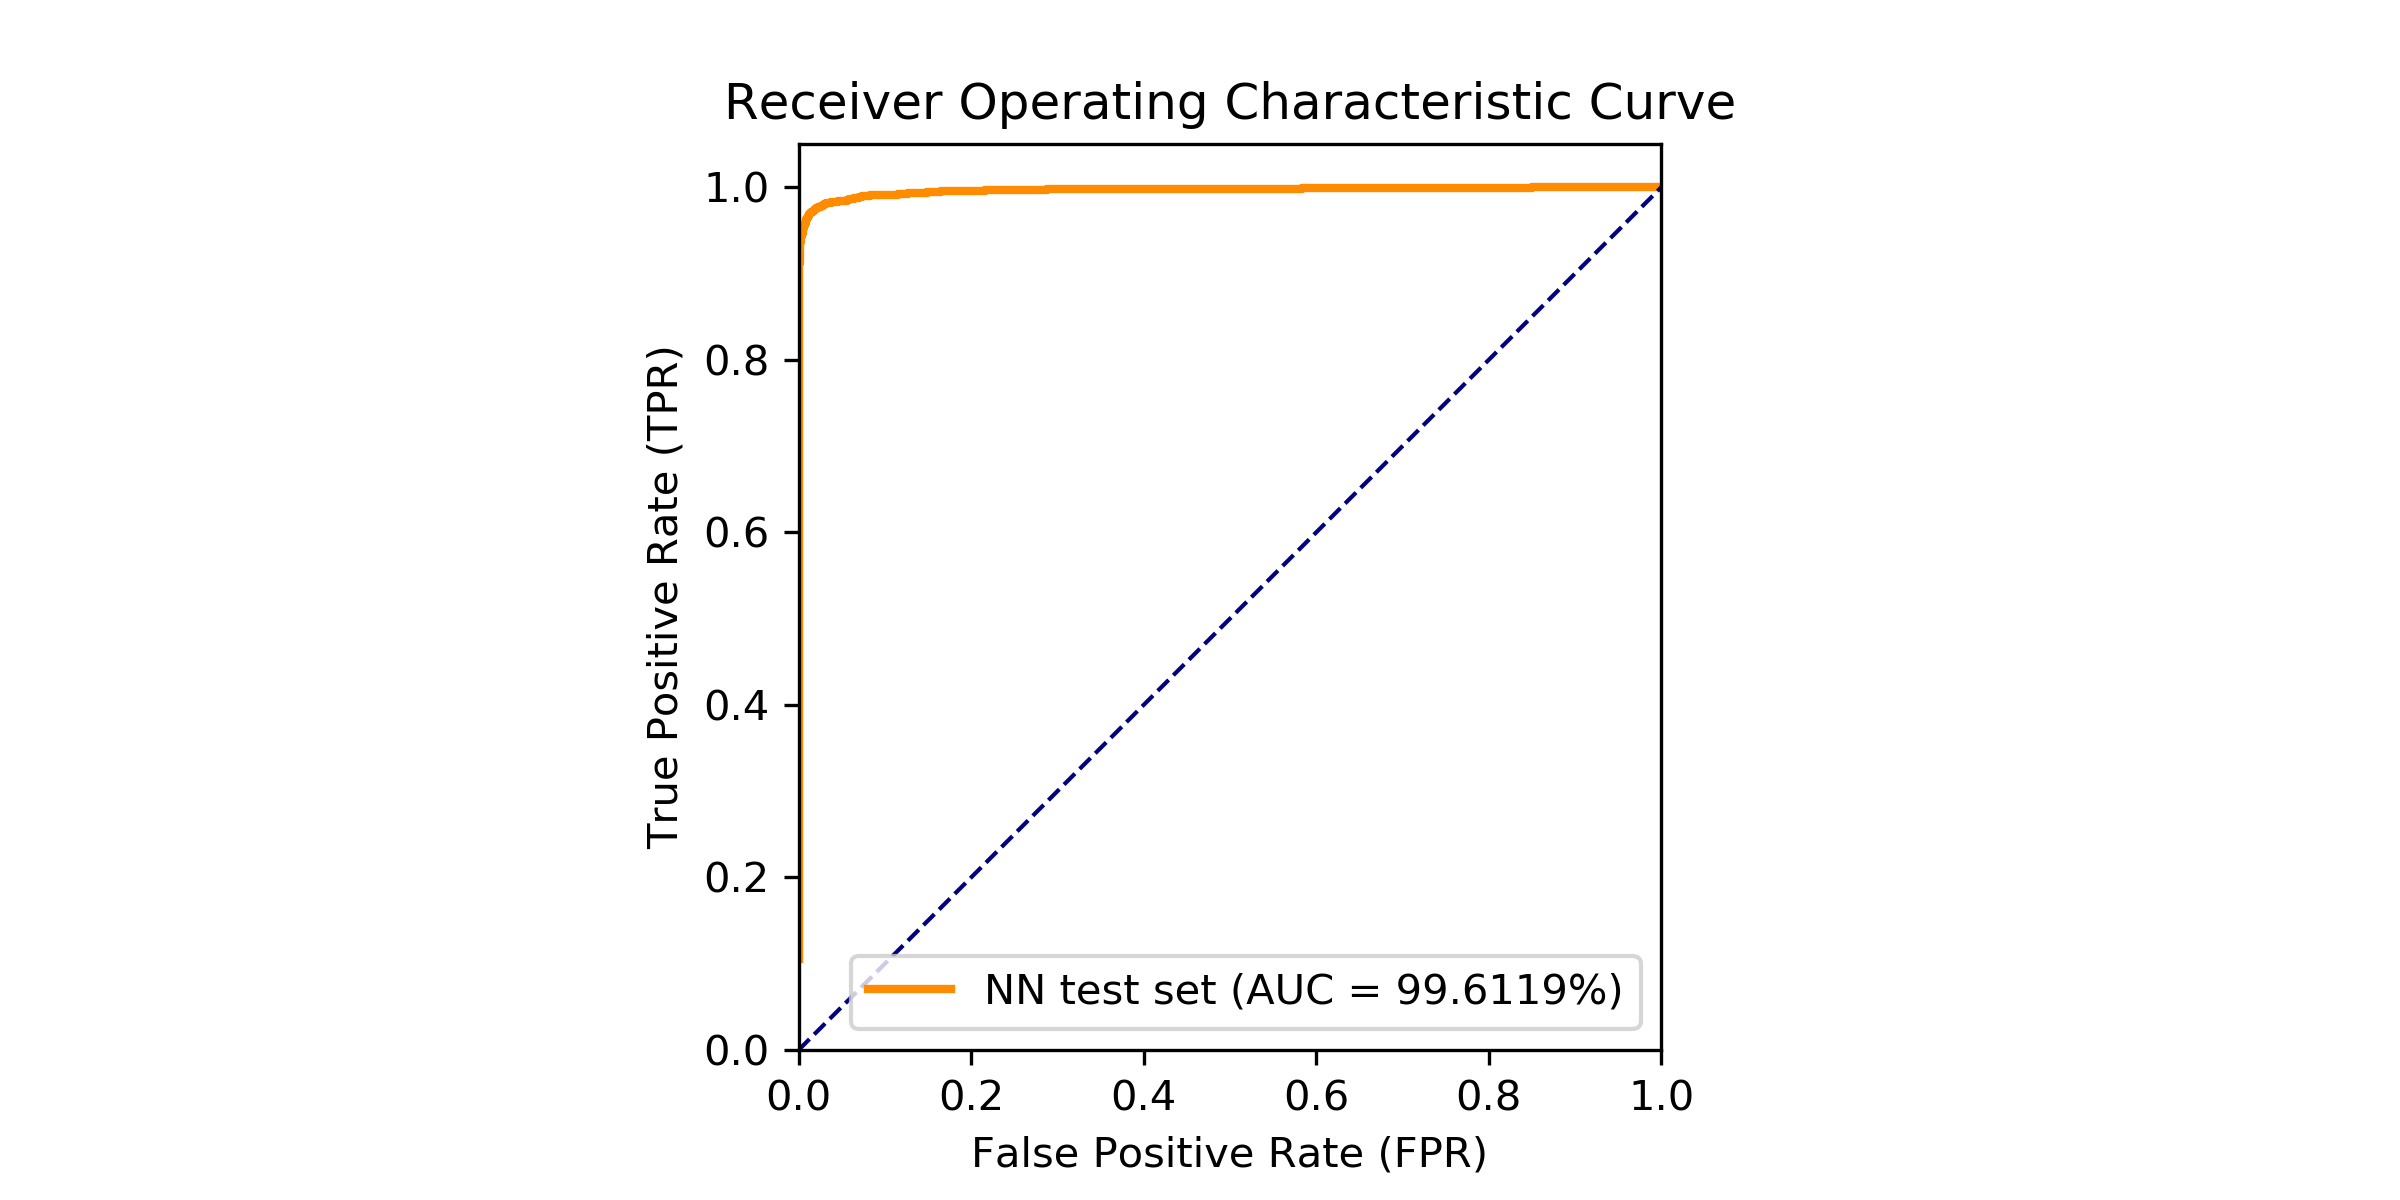 Receiver Operating Characteristic Curve
True Positive Rate (TPR)
1.0
0.8
0.6
0.4
0.2
0.0
NN test set (AUC = 99.6119%)
0.0 0.2 0.4 0.6 0.8 1.0
False Positive Rate (FPR)